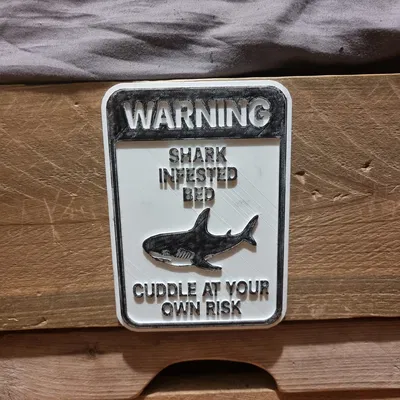 WARNING
SHARK
INFESTED
BED
CUDDLE AT YOUR
OWN RISK